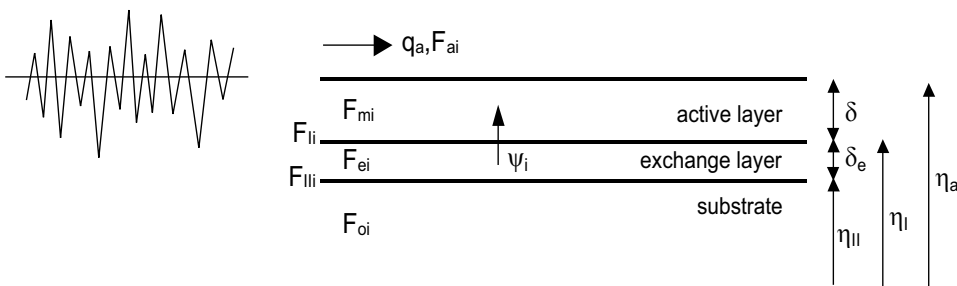 qₐ,Fₐᵢ
Fₘᵢ active layer δ
Fₗᵢ
Fₑᵢ ψᵢ exchange layer δₑ
Fₗₗᵢ
Fₒᵢ substrate
ηₗₗ ηₗ ηₐ